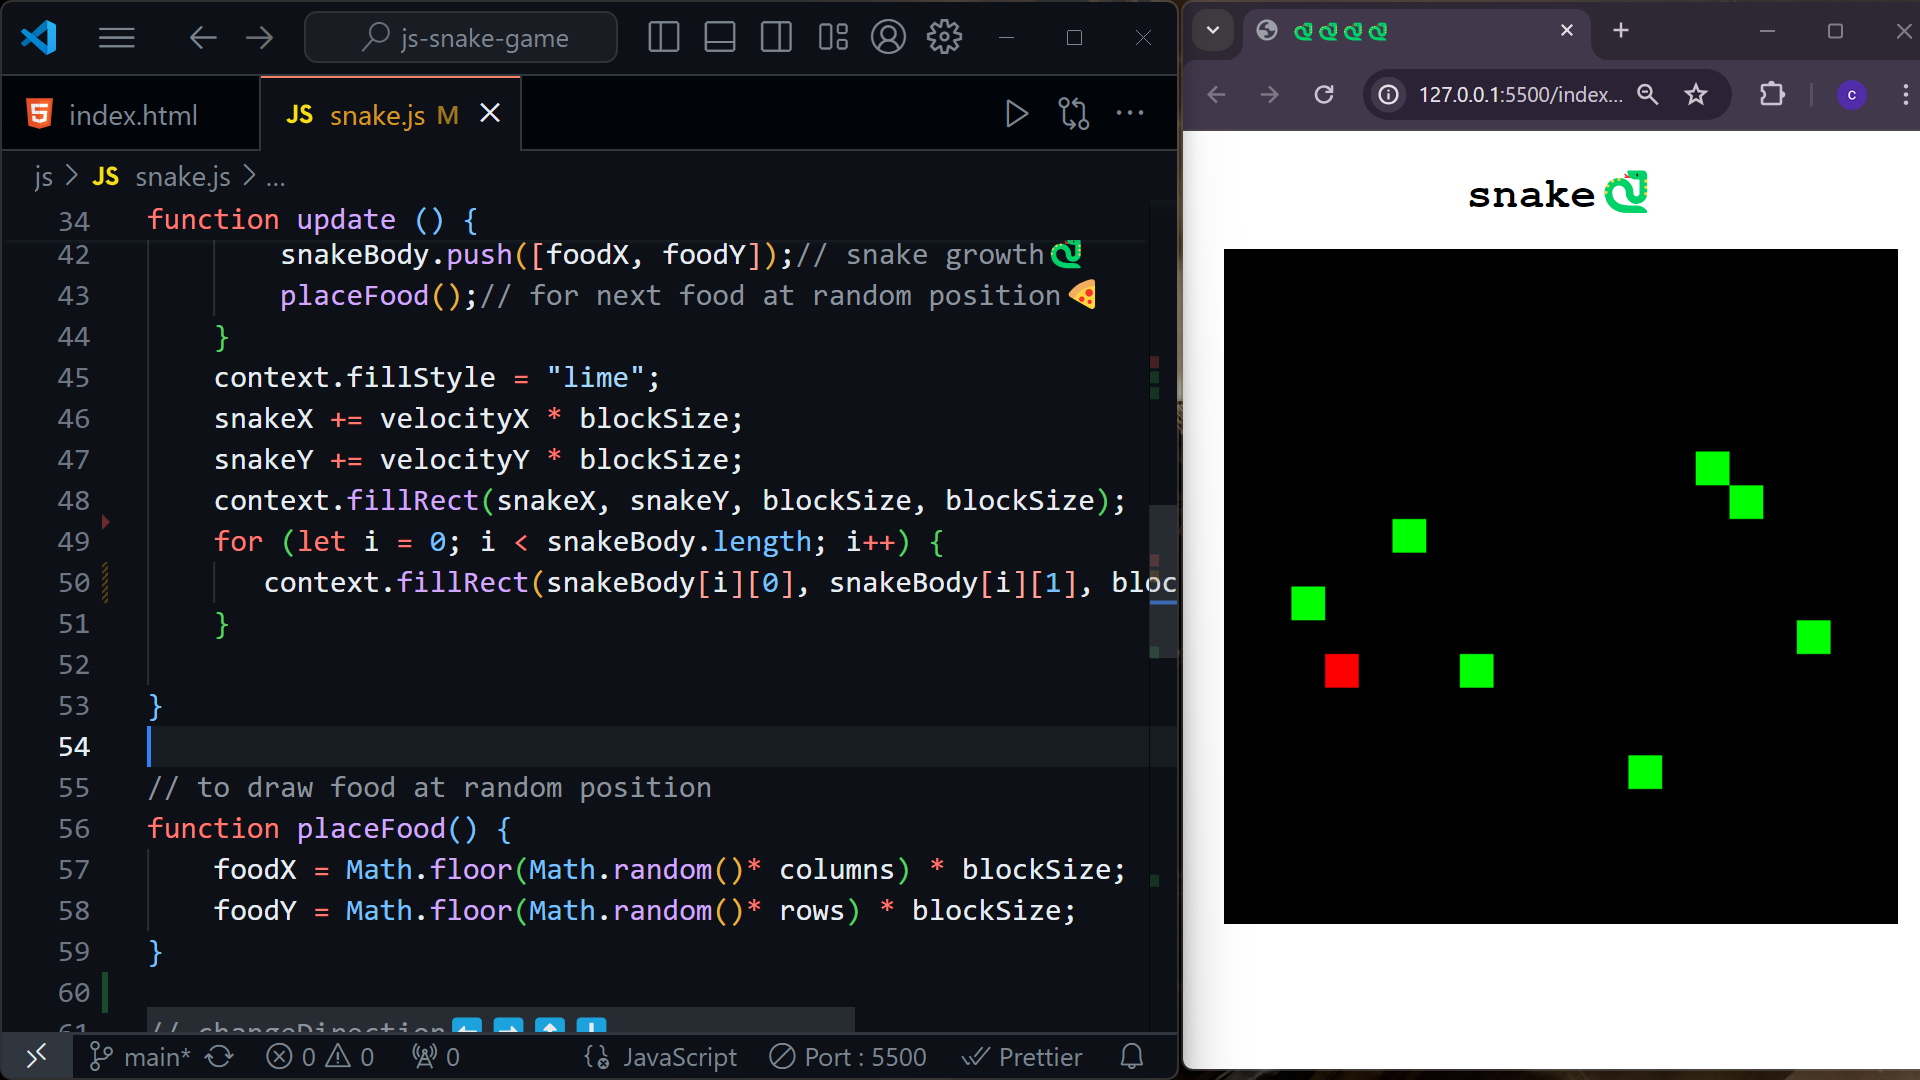 js-snake-game
index.html
JS snake.js M
js > JS snake.js > ...
34 function update () {
42 snakeBody.push([foodX, foodY]);// snake growth🐍
43 placeFood();// for next food at random position🍕
44 }
45 context.fillStyle = "lime";
46 snakeX += velocityX * blockSize;
47 snakeY += velocityY * blockSize;
48 context.fillRect(snakeX, snakeY, blockSize, blockSize);
49 for (let i = 0; i < snakeBody.length; i++) {
50 context.fillRect(snakeBody[i][0], snakeBody[i][1], bloc
51 }
52
53 }
54
55 // to draw food at random position
56 function placeFood() {
57 foodX = Math.floor(Math.random()* columns) * blockSize;
58 foodY = Math.floor(Math.random()* rows) * blockSize;
59 }
60
61 // changeDirection⬅️➡️⬆️⬇️
main* 0 0 0 JavaScript Port : 5500 Prettier
🐍🐍🐍🐍
127.0.0.1:5500/index...
c
snake🐍